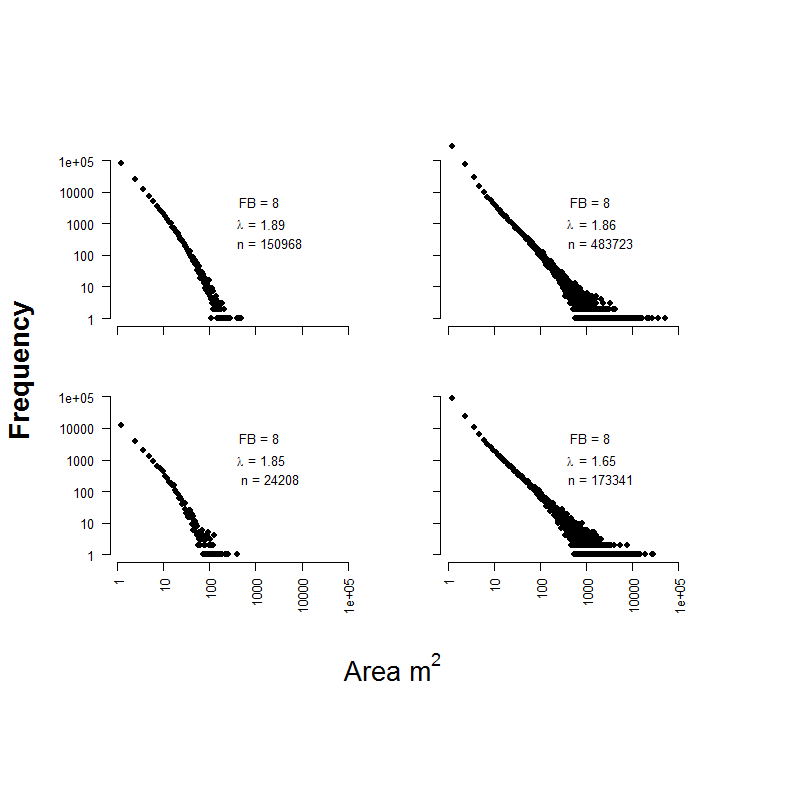 Frequency
1e+05
10000
1000
100
10
1
FB = 8
λ = 1.89
n = 150968
FB = 8
λ = 1.86
n = 483723
1e+05
10000
1000
100
10
1
FB = 8
λ = 1.85
n = 24208
FB = 8
λ = 1.65
n = 173341
1 10 100 1000 10000 1e+05
1 10 100 1000 10000 1e+05
Area m²